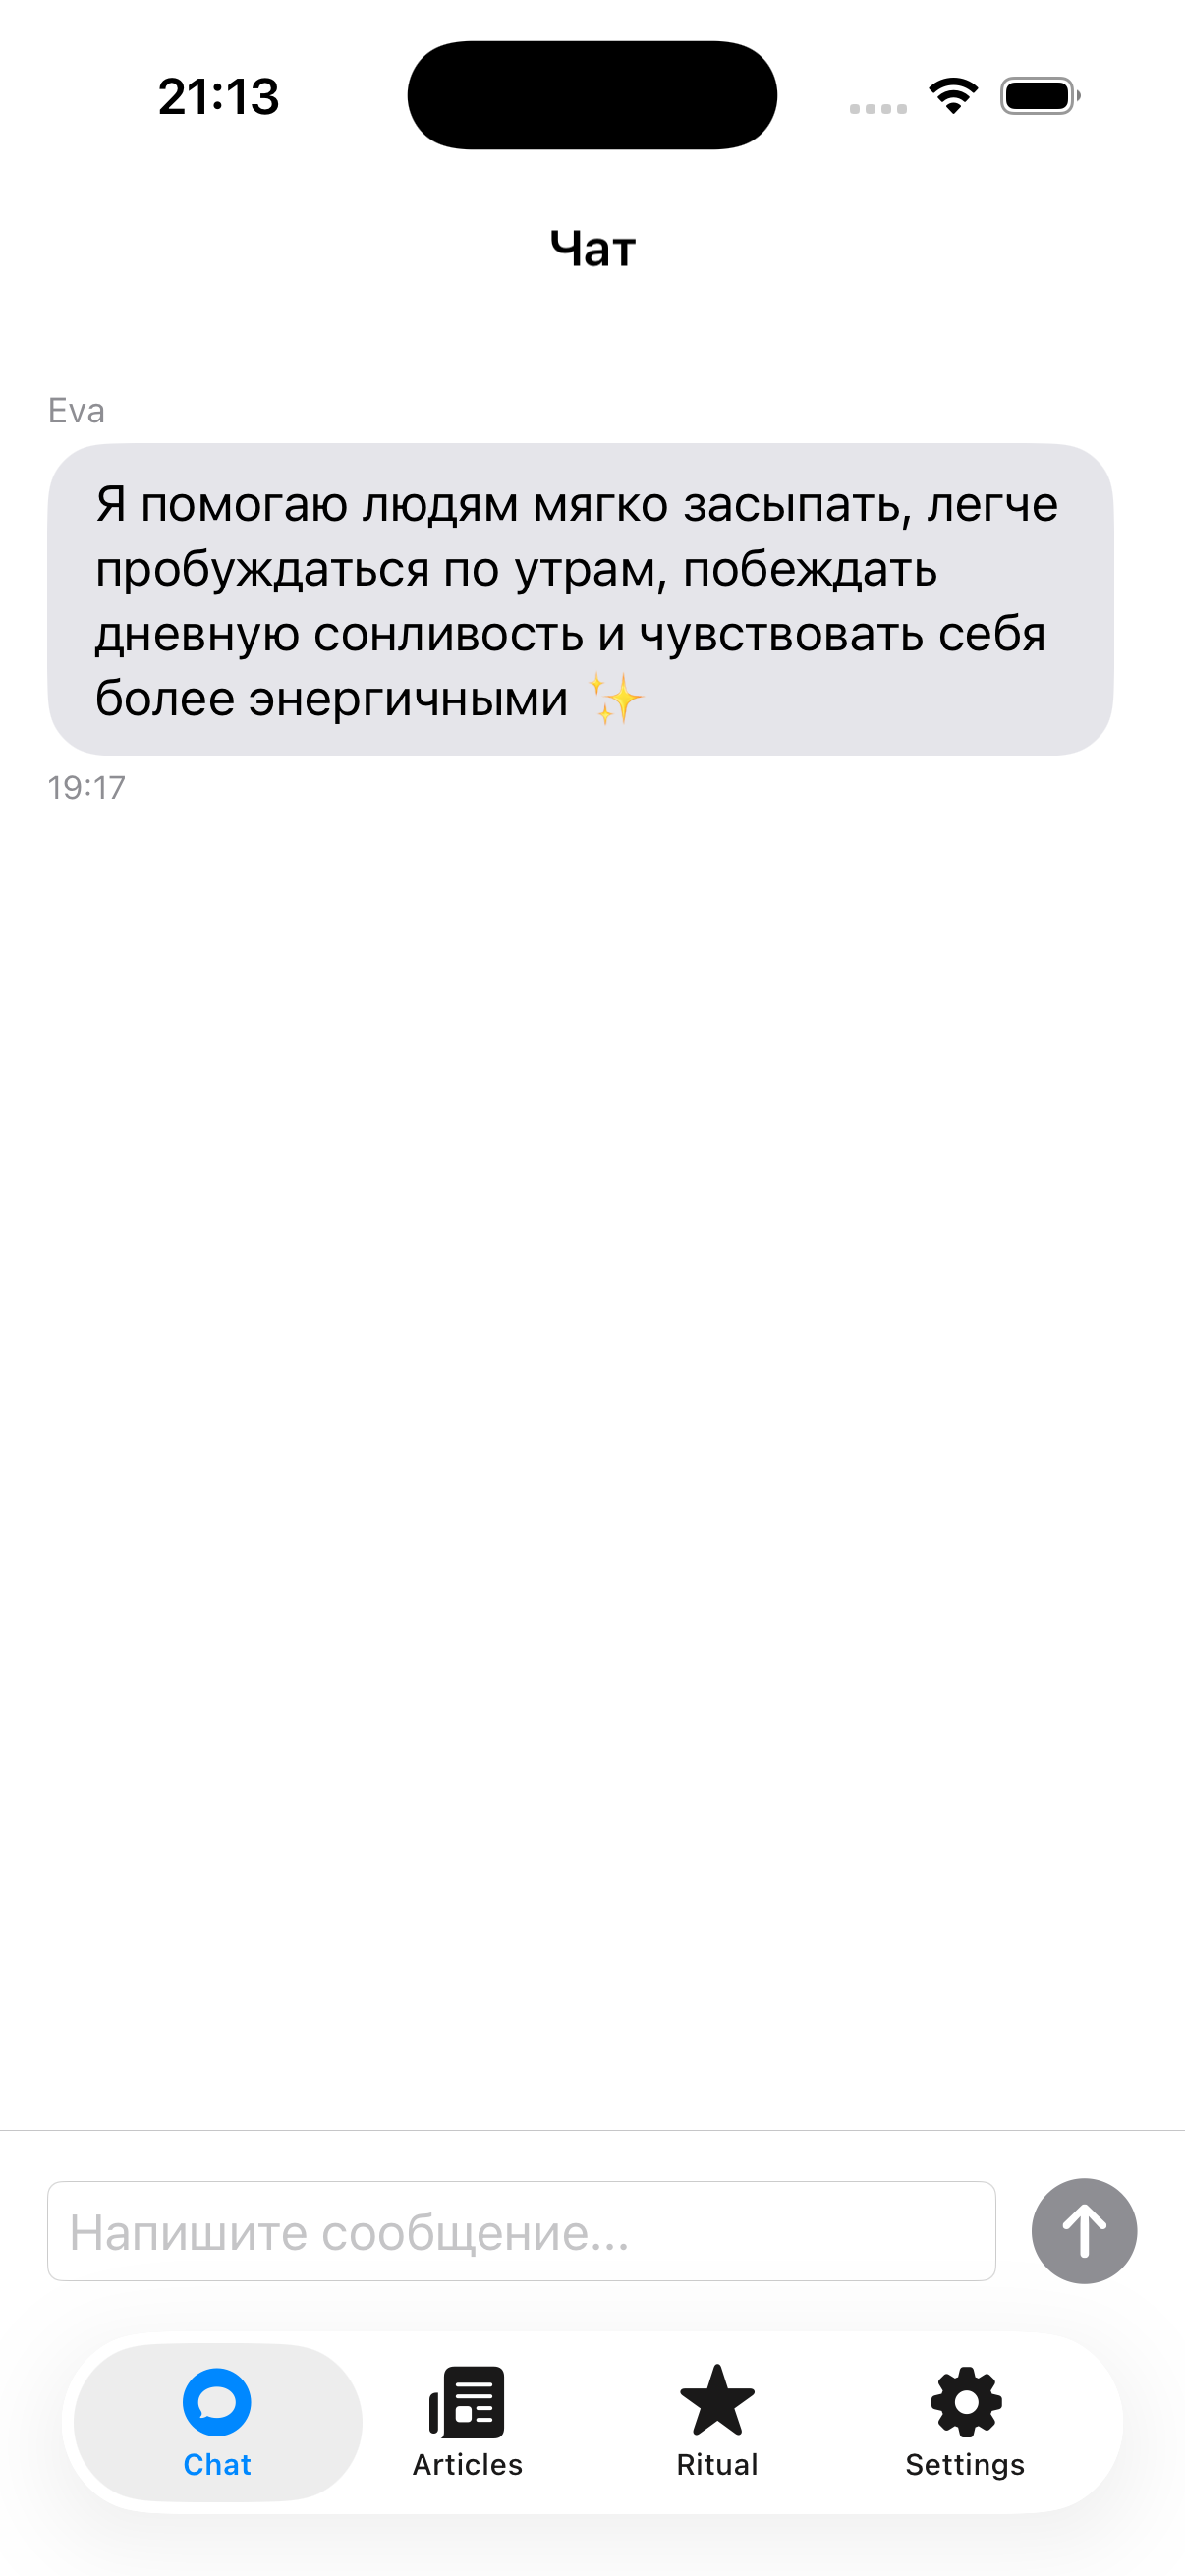 21:13
Чат
Eva
Я помогаю людям мягко засыпать, легче
пробуждаться по утрам, побеждать
дневную сонливость и чувствовать себя
более энергичными ✨
19:17
Напишите сообщение...
Chat
Articles
Ritual
Settings